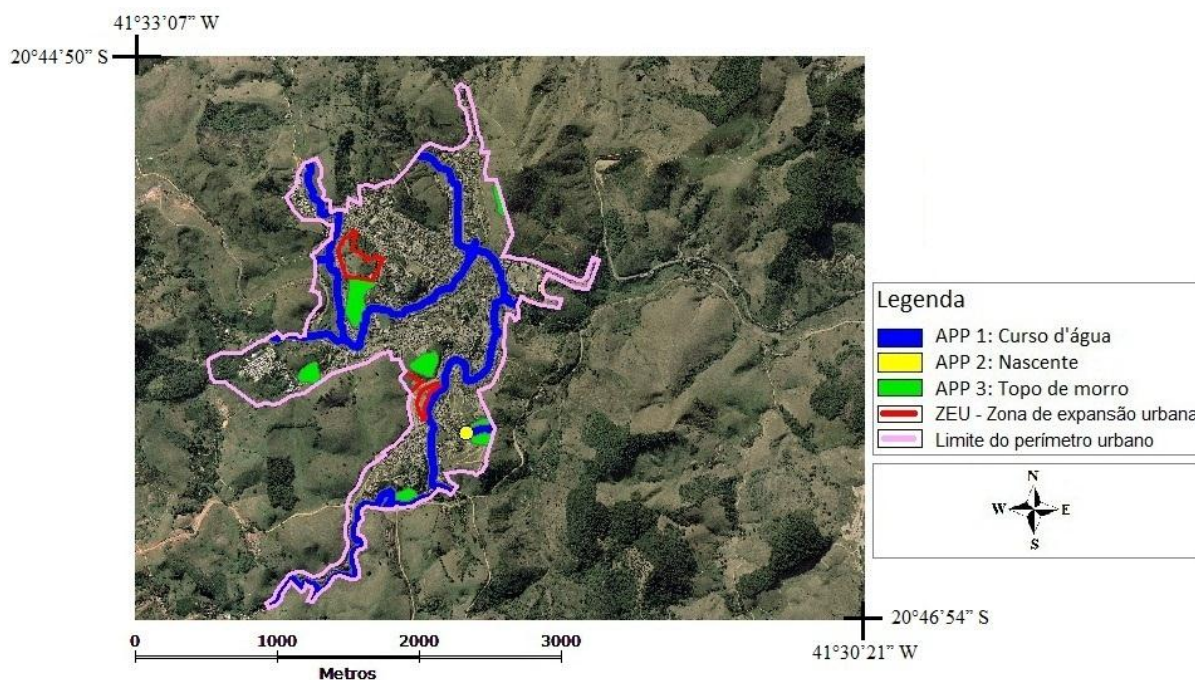 41°33'07” W
20°44'50” S
Legenda
APP 1: Curso d'água
APP 2: Nascente
APP 3: Topo de morro
ZEU - Zona de expansão urbana
Limite do perímetro urbano
N
W E
S
20°46'54” S
41°30'21” W
0 1000 2000 3000
Metros